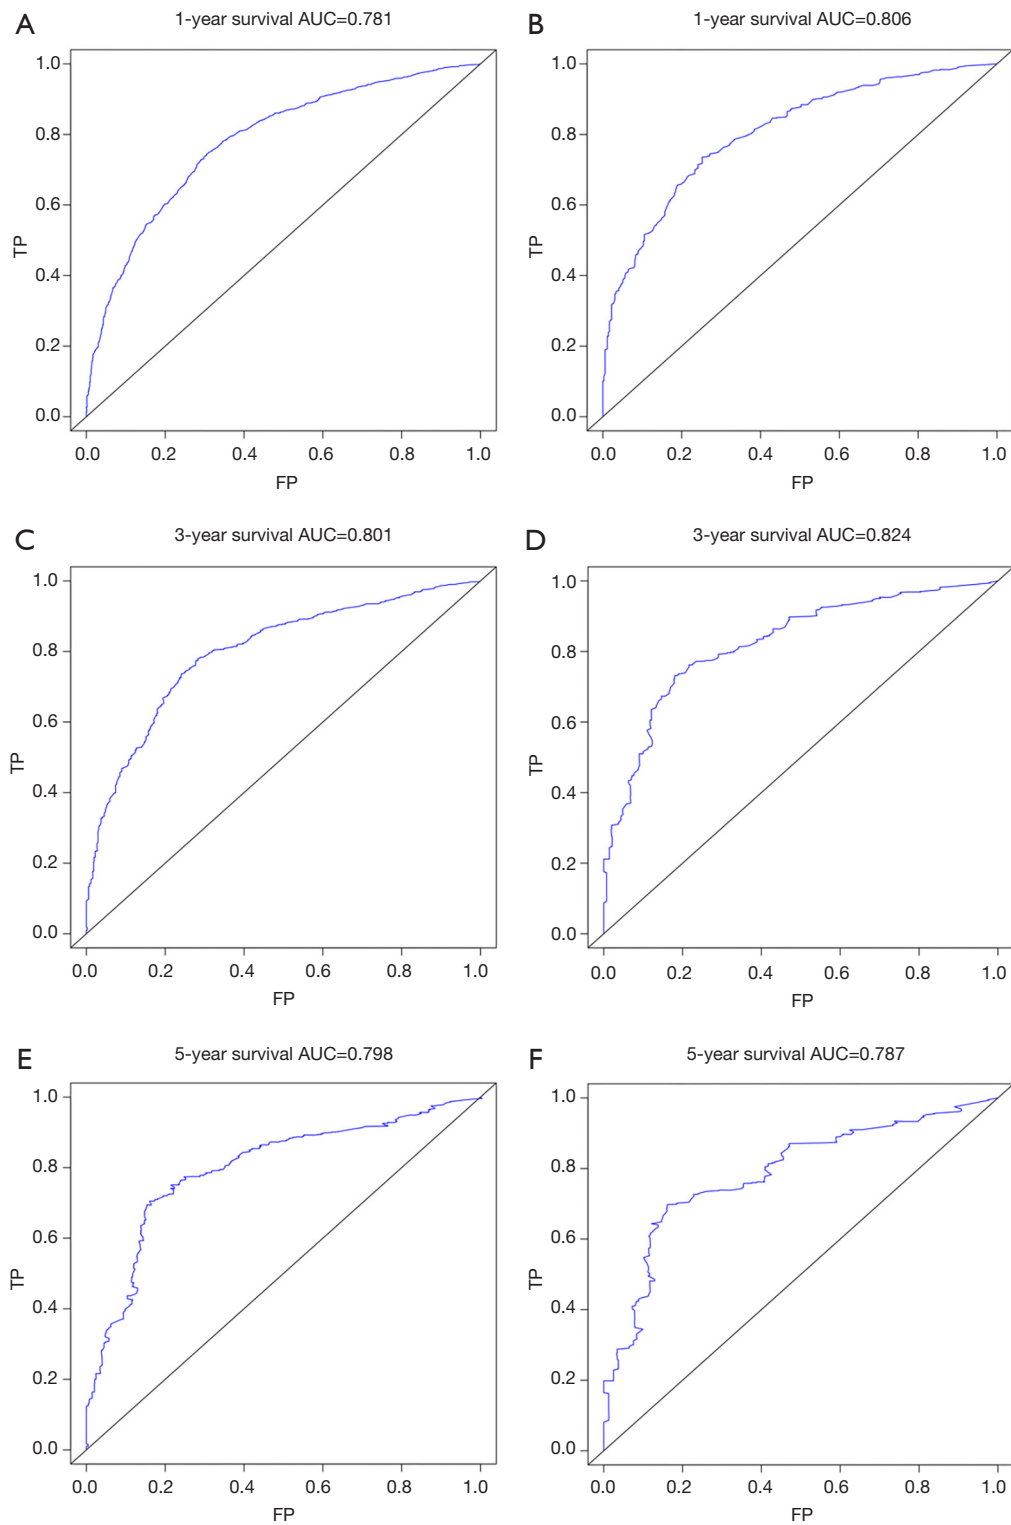 A
1-year survival AUC=0.781
1.0
0.8
0.6
0.4
0.2
0.0
TP
0.0 0.2 0.4 0.6 0.8 1.0
FP
B
1-year survival AUC=0.806
1.0
0.8
0.6
0.4
0.2
0.0
TP
0.0 0.2 0.4 0.6 0.8 1.0
FP
C
3-year survival AUC=0.801
1.0
0.8
0.6
0.4
0.2
0.0
TP
0.0 0.2 0.4 0.6 0.8 1.0
FP
D
3-year survival AUC=0.824
1.0
0.8
0.6
0.4
0.2
0.0
TP
0.0 0.2 0.4 0.6 0.8 1.0
FP
E
5-year survival AUC=0.798
1.0
0.8
0.6
0.4
0.2
0.0
TP
0.0 0.2 0.4 0.6 0.8 1.0
FP
F
5-year survival AUC=0.787
1.0
0.8
0.6
0.4
0.2
0.0
TP
0.0 0.2 0.4 0.6 0.8 1.0
FP